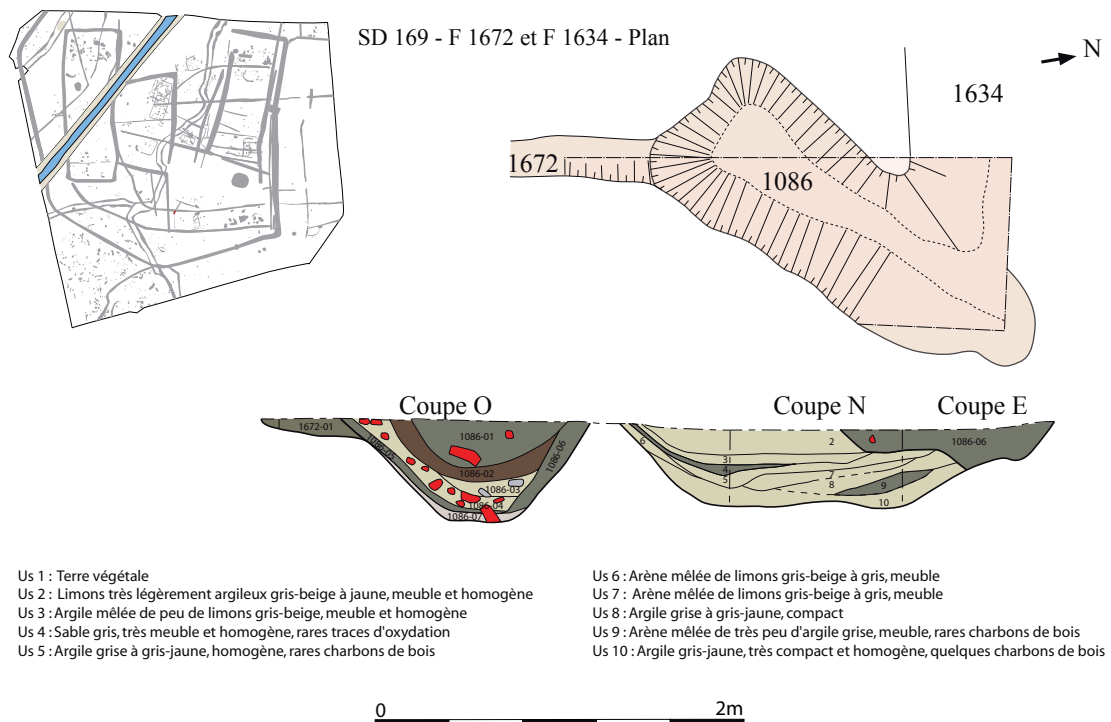 SD 169 - F 1672 et F 1634 - Plan
N
1634
1672
1086
Coupe O
Coupe N
Coupe E
1672-01
1086-01
1086-02
1086-03
1086-04
1086-05
1086-06
1086-07
6
2
1086-06
3
4
5
7
8
9
10
Us 1 : Terre végétale
Us 2 : Limons très légèrement argileux gris-beige à jaune, meuble et homogène
Us 3 : Argile mêlée de peu de limons gris-beige, meuble et homogène
Us 4 : Sable gris, très meuble et homogène, rares traces d'oxydation
Us 5 : Argile grise à gris-jaune, homogène, rares charbons de bois
Us 6 : Arène mêlée de limons gris-beige à gris, meuble
Us 7 : Arène mêlée de limons gris-beige à gris, meuble
Us 8 : Argile grise à gris-jaune, compact
Us 9 : Arène mêlée de très peu d'argile grise, meuble, rares charbons de bois
Us 10 : Argile gris-jaune, très compact et homogène, quelques charbons de bois
0
2m